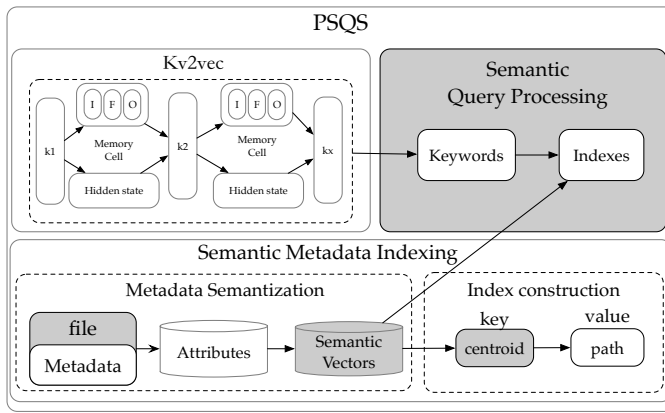 PSQS
Kv2vec
I F O
I F O
k1
Memory
Cell
k2
Memory
Cell
kx
Hidden state
Hidden state
Semantic
Query Processing
Keywords
Indexes
Semantic Metadata Indexing
Metadata Semantization
file
Metadata
Attributes
Semantic
Vectors
Index construction
key
value
centroid
path